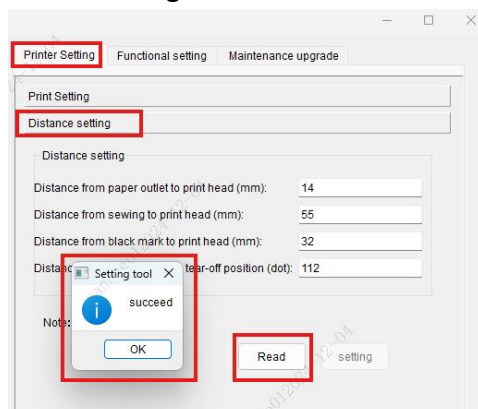 Printer Setting Functional setting Maintenance upgrade
Print Setting
Distance setting
Distance setting
Distance from paper outlet to print head (mm): 14
Distance from sewing to print head (mm): 55
Distance from black mark to print head (mm): 32
tear-off position (dot): 112
Setting tool
succeed
OK
Note:
Read setting